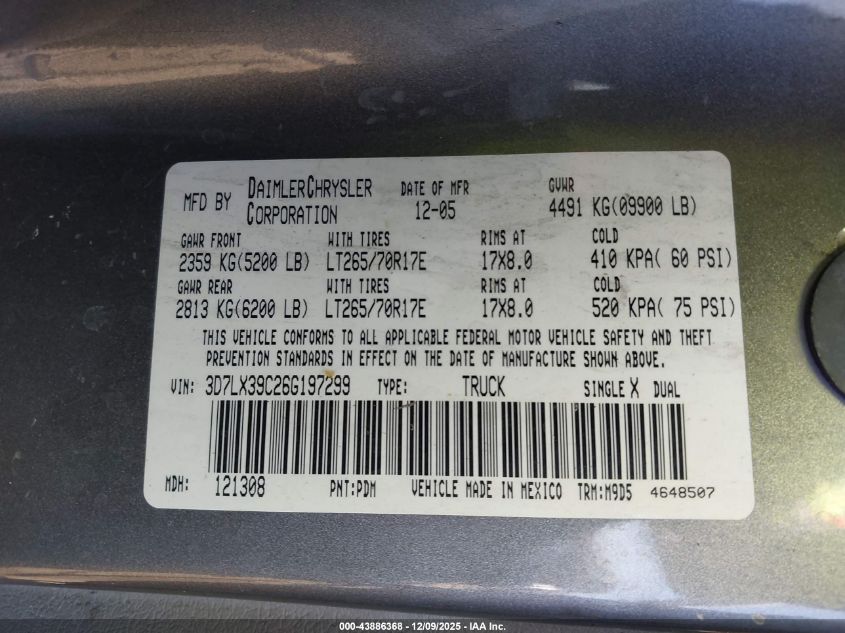 MFD BY DAIMLERCHRYSLER CORPORATION DATE OF MFR 12-05 GVWR 4491 KG(09900 LB)
GAWR FRONT WITH TIRES RIMS AT COLD
2359 KG(5200 LB) LT265/70R17E 17X8.0 410 KPA( 60 PSI)
GAWR REAR WITH TIRES RIMS AT COLD
2813 KG(6200 LB) LT265/70R17E 17X8.0 520 KPA( 75 PSI)
THIS VEHICLE CONFORMS TO ALL APPLICABLE FEDERAL MOTOR VEHICLE SAFETY AND THEFT
PREVENTION STANDARDS IN EFFECT ON THE DATE OF MANUFACTURE SHOWN ABOVE.
VIN: 3D7LX39C26G197299 TYPE: TRUCK SINGLE X DUAL
MDH: 121308 PNT:PDM VEHICLE MADE IN MEXICO TRM:M9D5 4648507
000-43886368 - 12/09/2025 - IAA Inc.